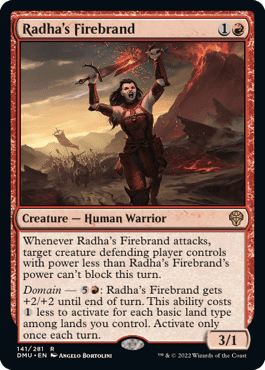 Radha's Firebrand 1
Creature — Human Warrior
Whenever Radha's Firebrand attacks,
target creature defending player controls
with power less than Radha's Firebrand's
power can't block this turn.
Domain — 5 : Radha's Firebrand gets
+2/+2 until end of turn. This ability costs
1 less to activate for each basic land type
among lands you control. Activate only
once each turn.
3/1
141/281 R
DMU • EN Angelo Bortolini
™ & © 2022 Wizards of the Coast